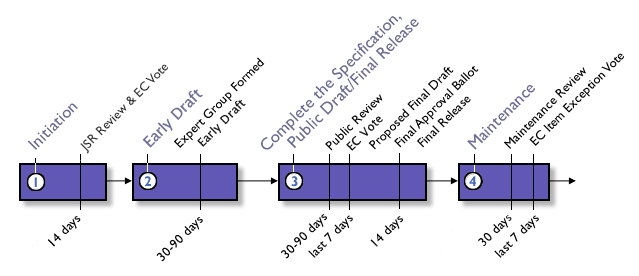 Initiation
JSR Review & EC Vote
1
14 days
Early Draft
Expert Group Formed
Early Draft
2
30-90 days
Complete the Specification,
Public Draft/Final Release
Public Review
EC Vote
Proposed Final Draft
Final Approval Ballot
Final Release
3
30-90 days
last 7 days
14 days
Maintenance
Maintenance Review
EC Item Exception Vote
4
30 days
last 7 days